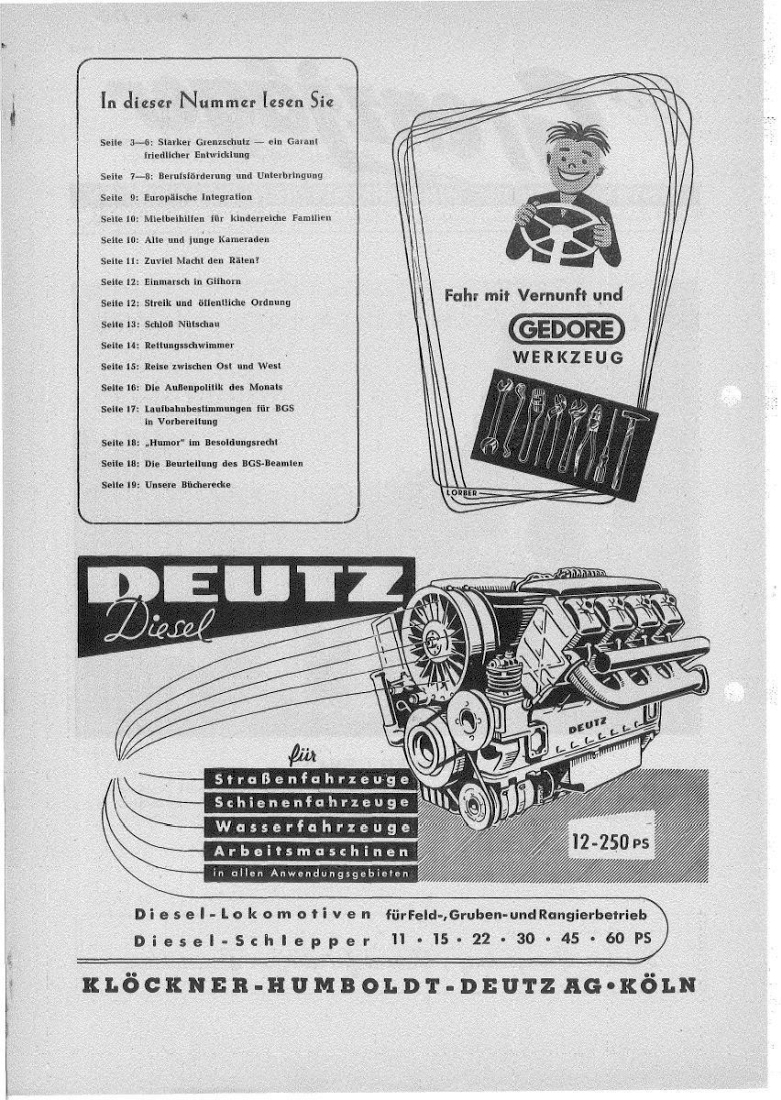 In dieser Nummer lesen Sie
Seite 3—6: Starker Grenzschutz — ein Garant
friedlicher Entwicklung
Seite 7—8: Berufsförderung und Unterbringung
Seite 9: Europäische Integration
Seite 10: Mietbeihilfen für kinderreiche Familien
Seite 10: Alte und junge Kameraden
Seite 11: Zuviel Macht den Räten?
Seite 12: Einmarsch in Gifhorn
Seite 12: Streik und öffentliche Ordnung
Seite 13: Schloß Nütschau
Seite 14: Rettungsschwimmer
Seite 15: Reise zwischen Ost und West
Seite 16: Die Außenpolitik des Monats
Seite 17: Laufbahnbestimmungen für BGS
in Vorbereitung
Seite 18: „Humor" im Besoldungsrecht
Seite 18: Die Beurteilung des BGS-Beamten
Seite 19: Unsere Bücherecke
Fahr mit Vernunft und
GEDORE
WERKZEUG
LORBER
DEUTZ
Diesel
DEUTZ
für
Straßenfahrzeuge
Schienenfahrzeuge
Wasserfahrzeuge
Arbeitsmaschinen
in allen Anwendungsgebieten
12-250 PS
Diesel-Lokomotiven für Feld-, Gruben- und Rangierbetrieb
Diesel-Schlepper 11 • 15 • 22 • 30 • 45 • 60 PS
KLÖCKNER-HUMBOLDT-DEUTZ AG•KÖLN